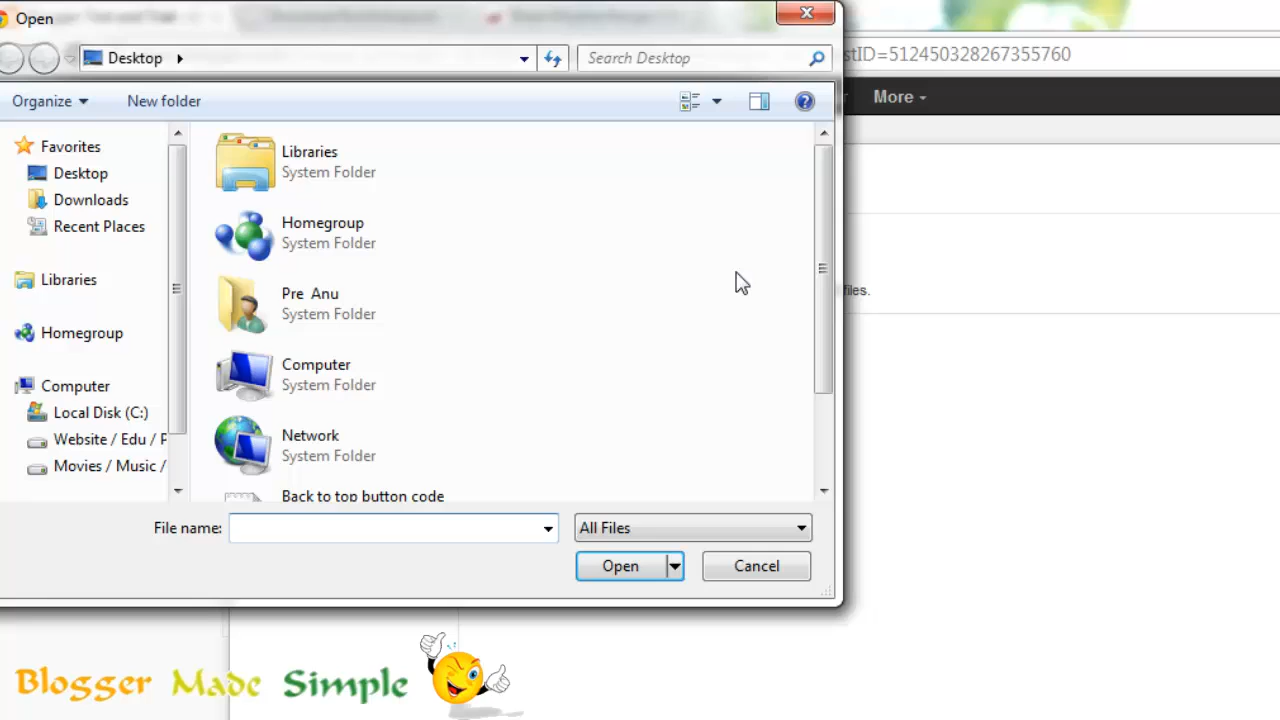 Open
Desktop
Search Desktop
stID=512450328267355760
Organize
New folder
More
Favorites
Desktop
Downloads
Recent Places
Libraries
Homegroup
Computer
Local Disk (C:)
Website / Edu / P
Movies / Music /
Libraries
System Folder
Homegroup
System Folder
Pre Anu
System Folder
Computer
System Folder
Network
System Folder
Back to top button code
files.
File name:
All Files
Open
Cancel
Blogger Made Simple